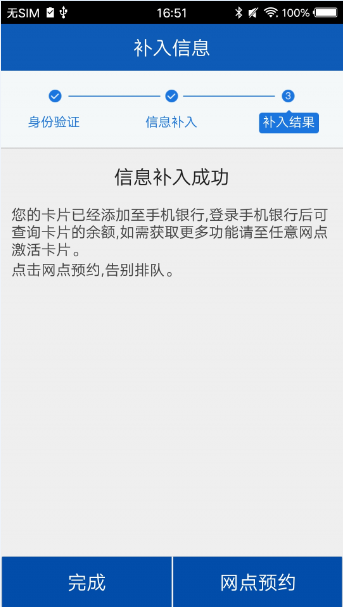 无SIM 16:51 100%
补入信息
3
身份验证 信息补入 补入结果
信息补入成功
您的卡片已经添加至手机银行,登录手机银行后可
查询卡片的余额,如需获取更多功能请至任意网点
激活卡片。
点击网点预约,告别排队。
完成 网点预约